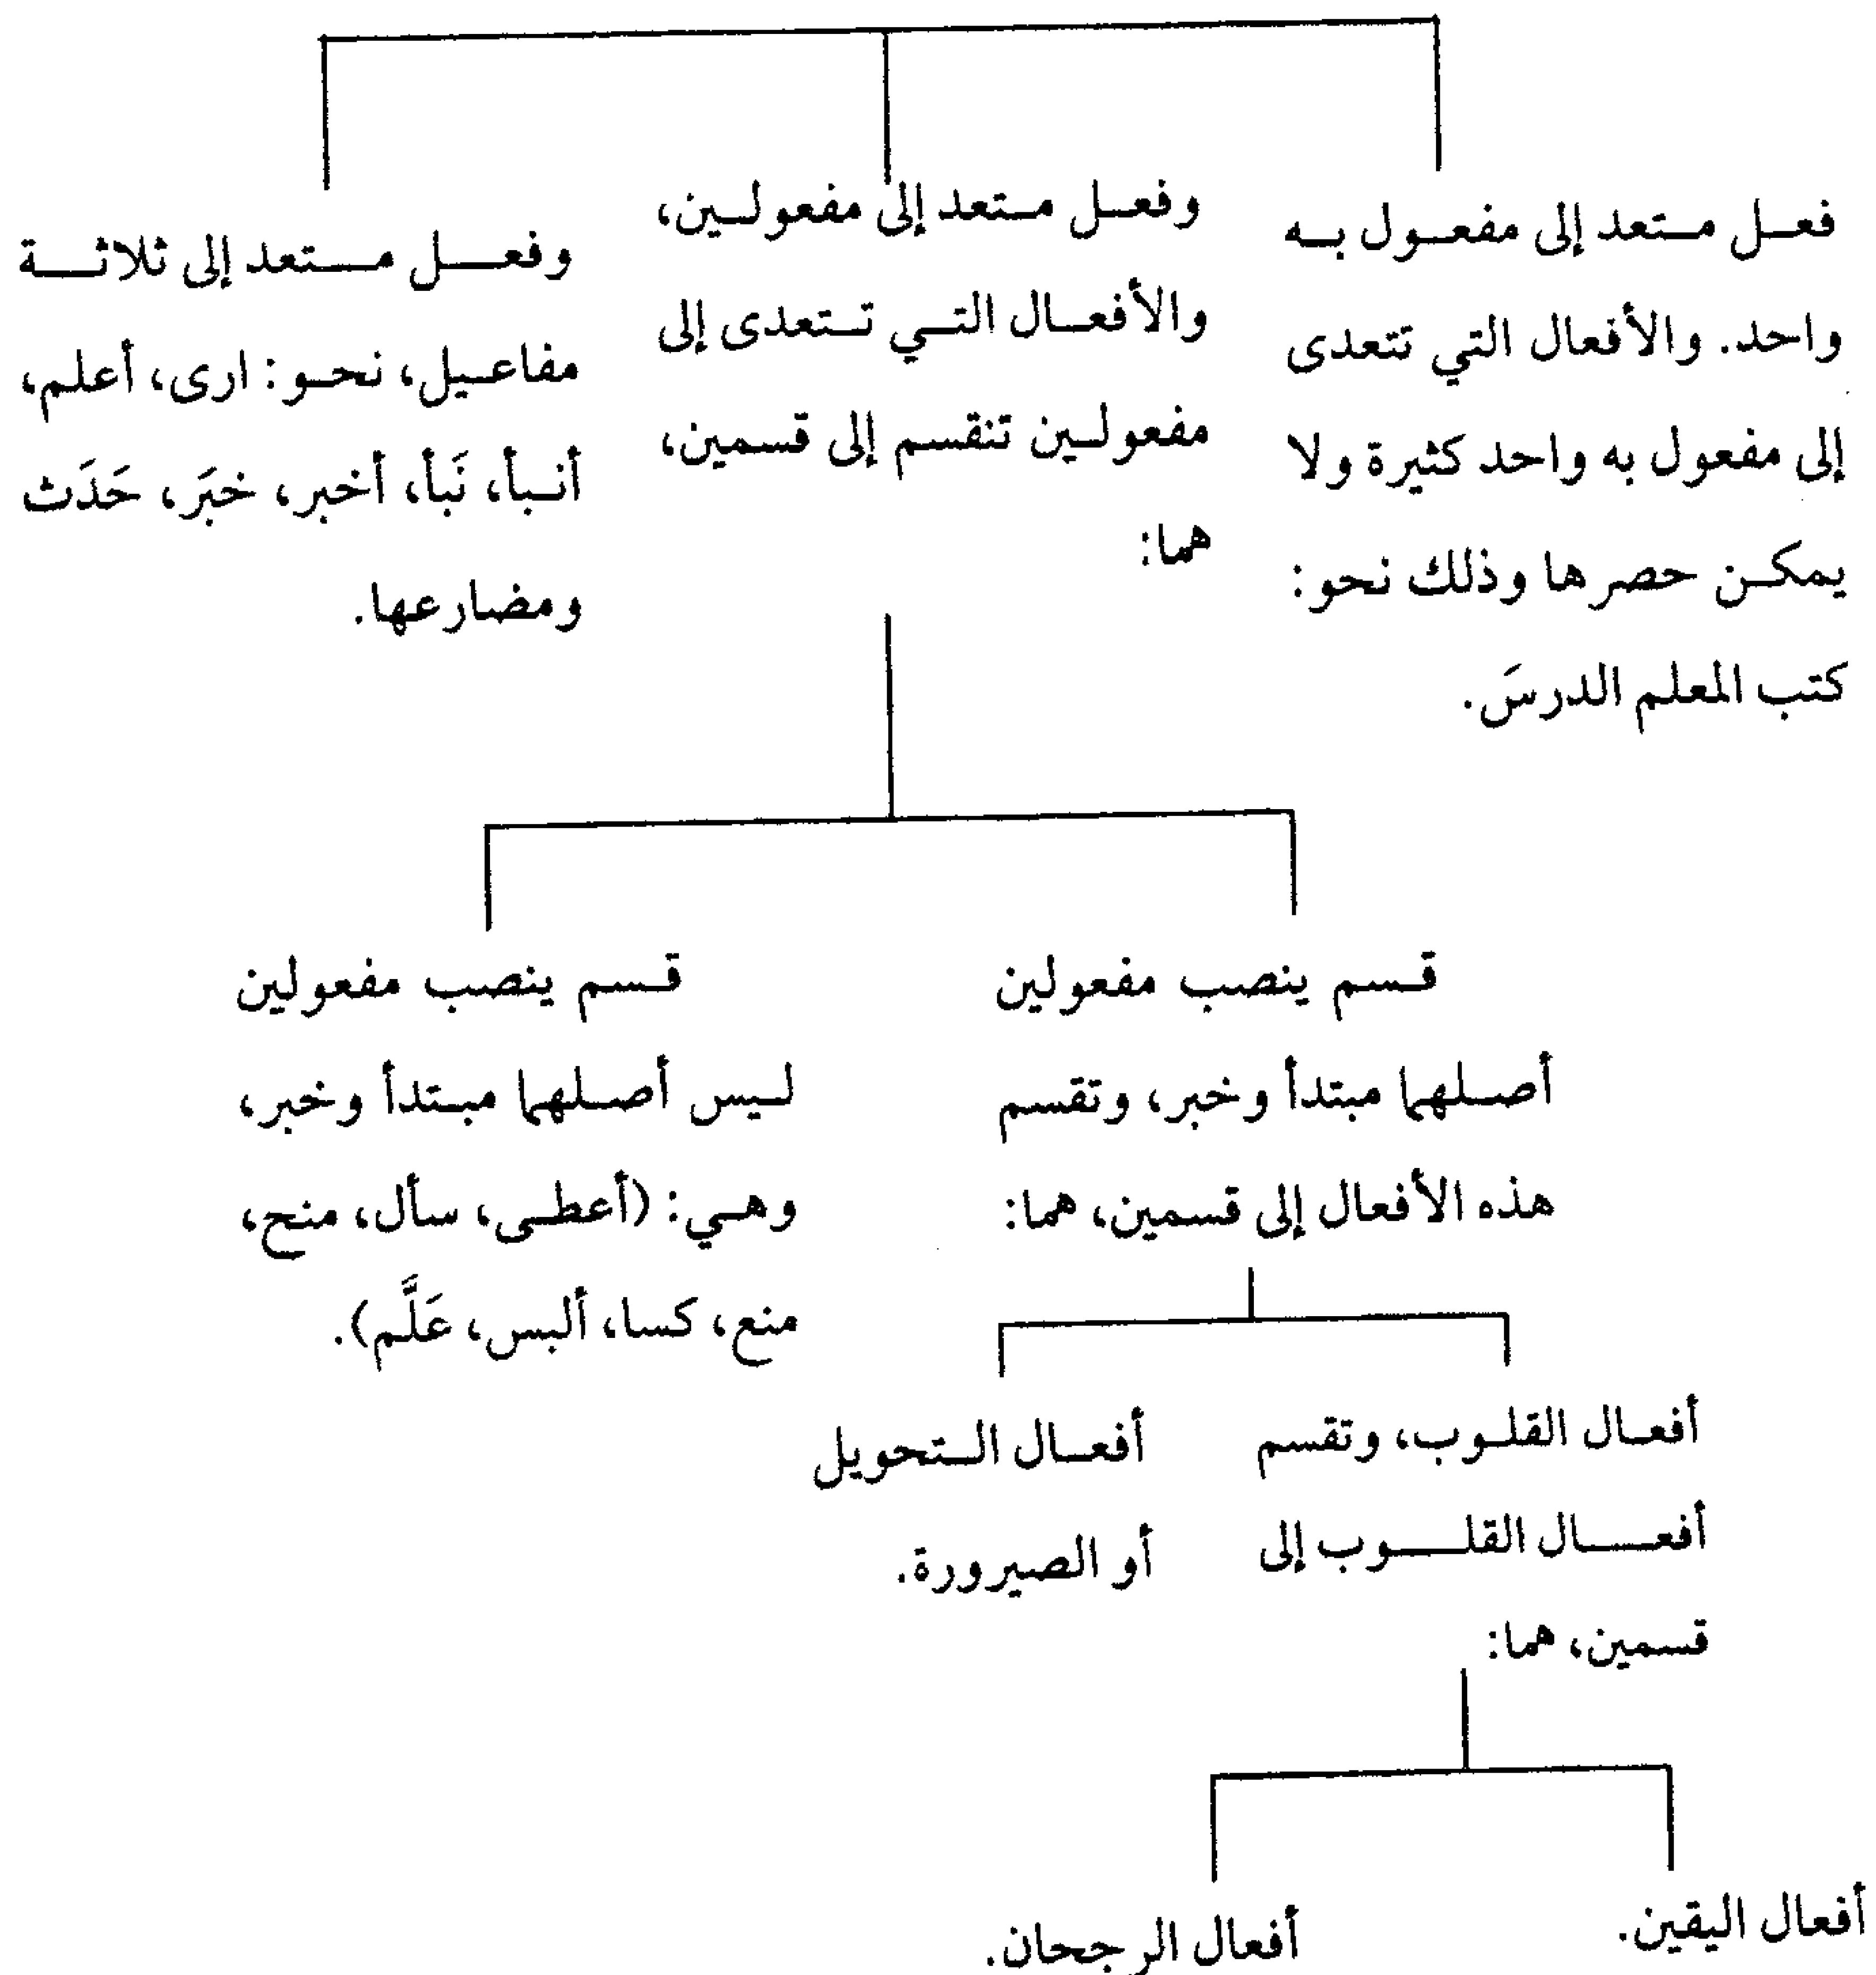 فعل متعد إلى مفعول به
واحد. والأفعال التي تتعدى
إلى مفعول به واحد كثيرة ولا
يمكن حصرها وذلك نحو:
كتب المعلم الدرسَ.
وفعل متعد إلى مفعولين،
والأفعال التي تتعدى إلى
مفعولين تنقسم إلى قسمين،
هما:
وفعل متعد إلى ثلاثة
مفاعيل، نحو: ارى، أعلم،
أنبأ، نَبأ، أخبر، خبَر، حَدَث
ومضارعها.
قسم ينصب مفعولين
أصلهما مبتدأ وخبر، وتقسم
هذه الأفعال إلى قسمين، هما:
قسم ينصب مفعولين
ليس أصلهما مبتدأ وخبر،
وهي: (أعطى، سأل، منح،
منع، كسا، ألبس، عَلَّم).
أفعال القلوب، وتقسم
أفعال القلوب إلى
قسمين، هما:
أفعال التحويل
أو الصيرورة.
أفعال اليقين.
أفعال الرجحان.